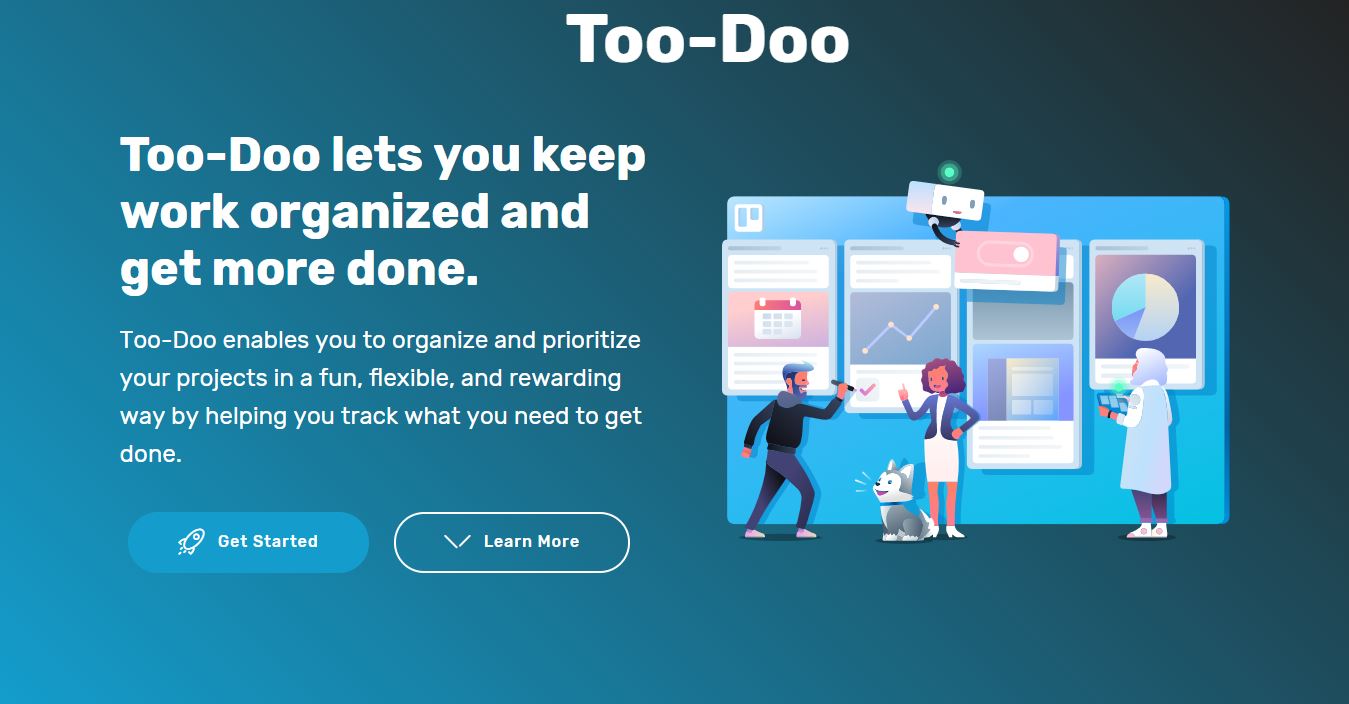 Too-Doo
Too-Doo lets you keep
work organized and
get more done.
Too-Doo enables you to organize and prioritize
your projects in a fun, flexible, and rewarding
way by helping you track what you need to get
done.
Get Started
Learn More